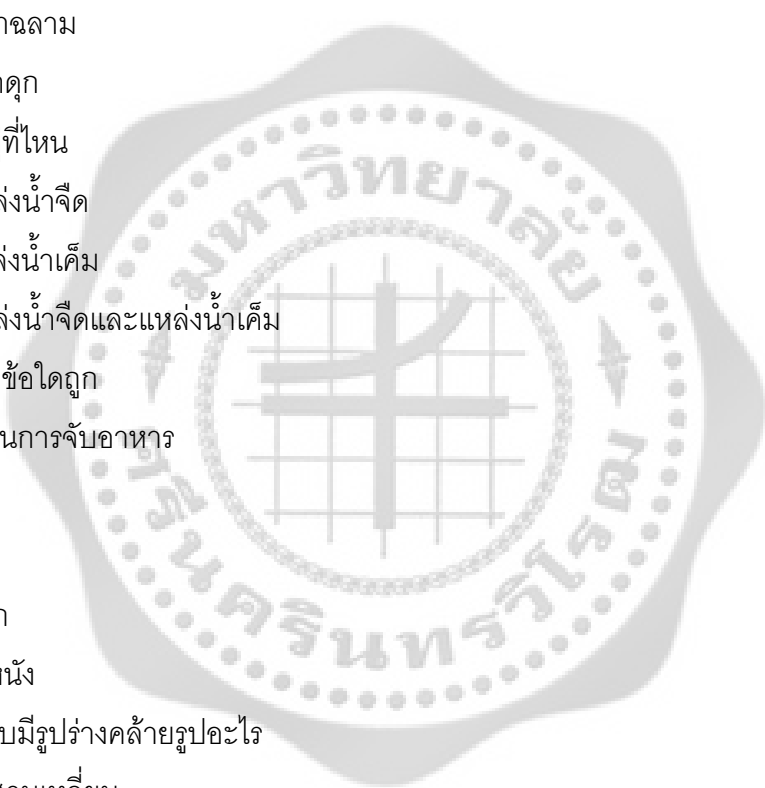 าฉลาม
าดุก
ที่ไหน
ล่งน้ำจืด
ล่งน้ำเค็ม
ล่งน้ำจืดและแหล่งน้ำเค็ม
ข้อใดถูก
นการจับอาหาร
มหาวิทยาลัย
ศรีนครินทรวิโรฒ
หนัง
บมีรูปร่างคล้ายรูปอะไร